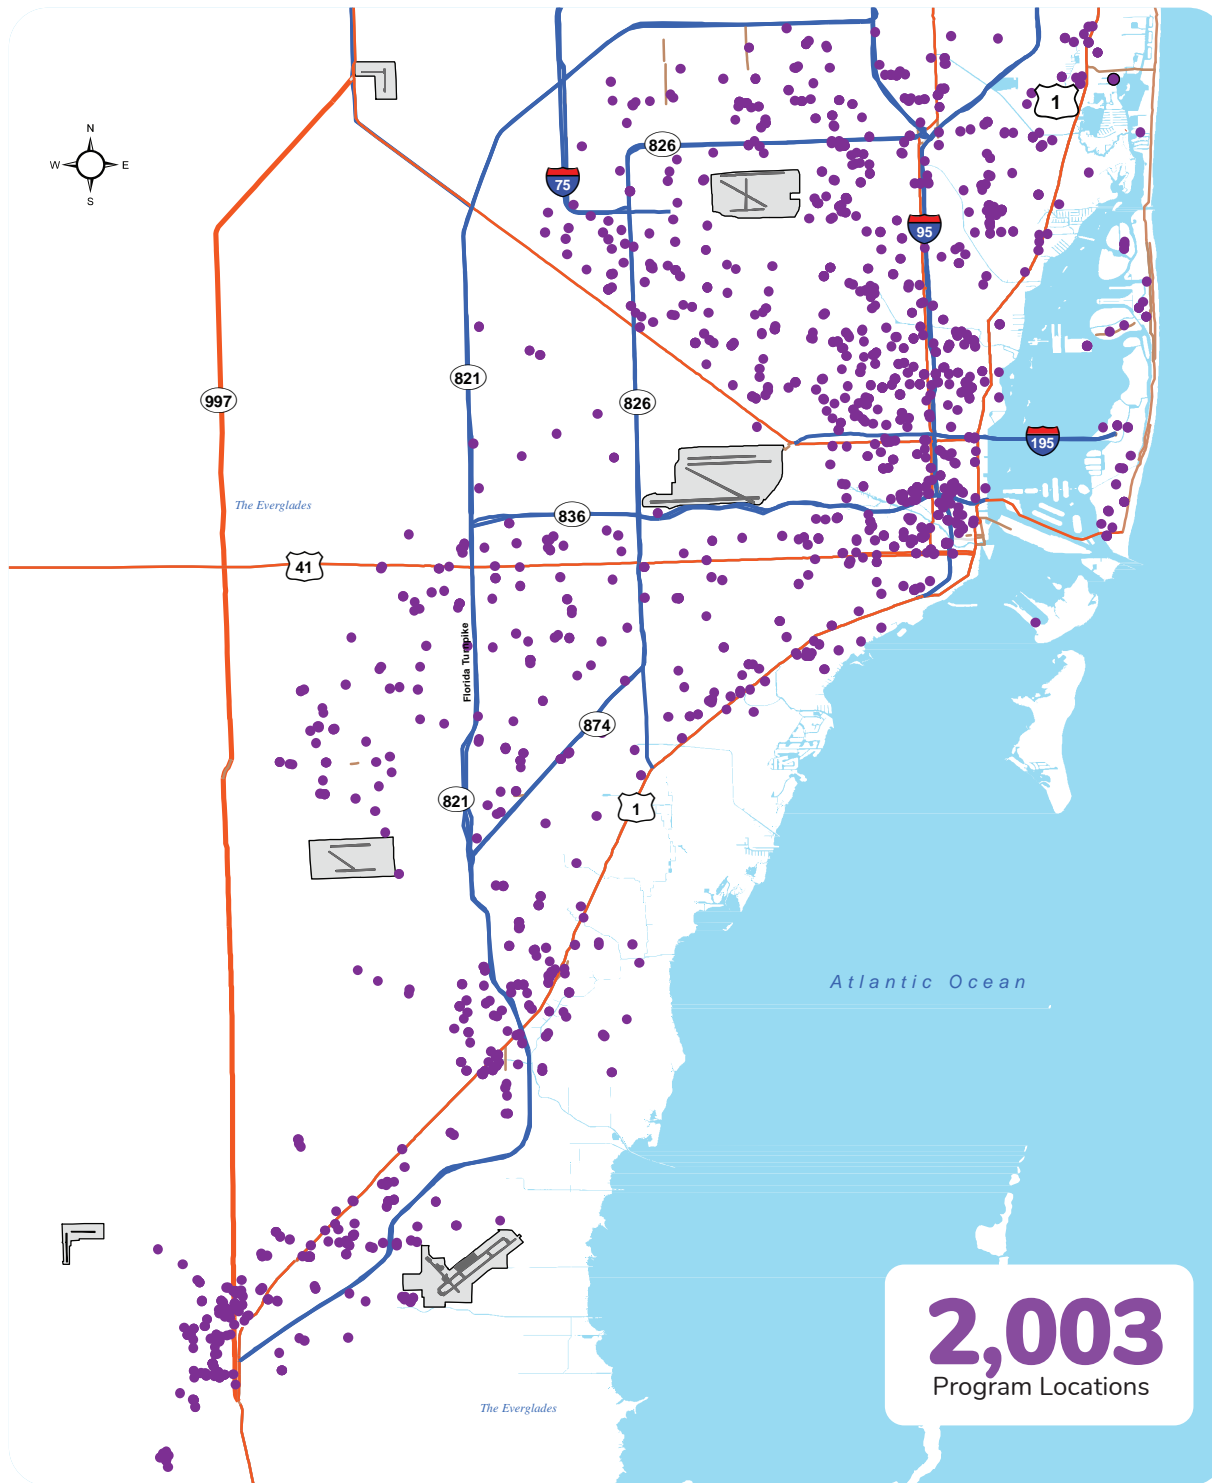 1
N
W E
S
826
75
95
821
997
826
195
The Everglades
836
41
Florida Turnpike
874
821
1
Atlantic Ocean
2,003
Program Locations
The Everglades